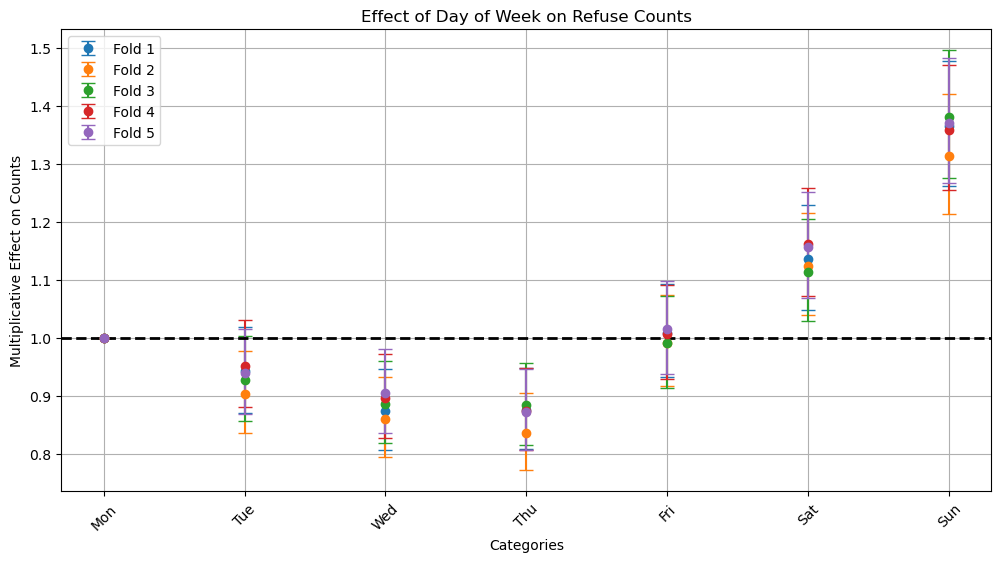 Effect of Day of Week on Refuse Counts
Fold 1
Fold 2
Fold 3
Fold 4
Fold 5
Multiplicative Effect on Counts
1.5
1.4
1.3
1.2
1.1
1.0
0.9
0.8
Mon
Tue
Wed
Thu
Fri
Sat
Sun
Categories